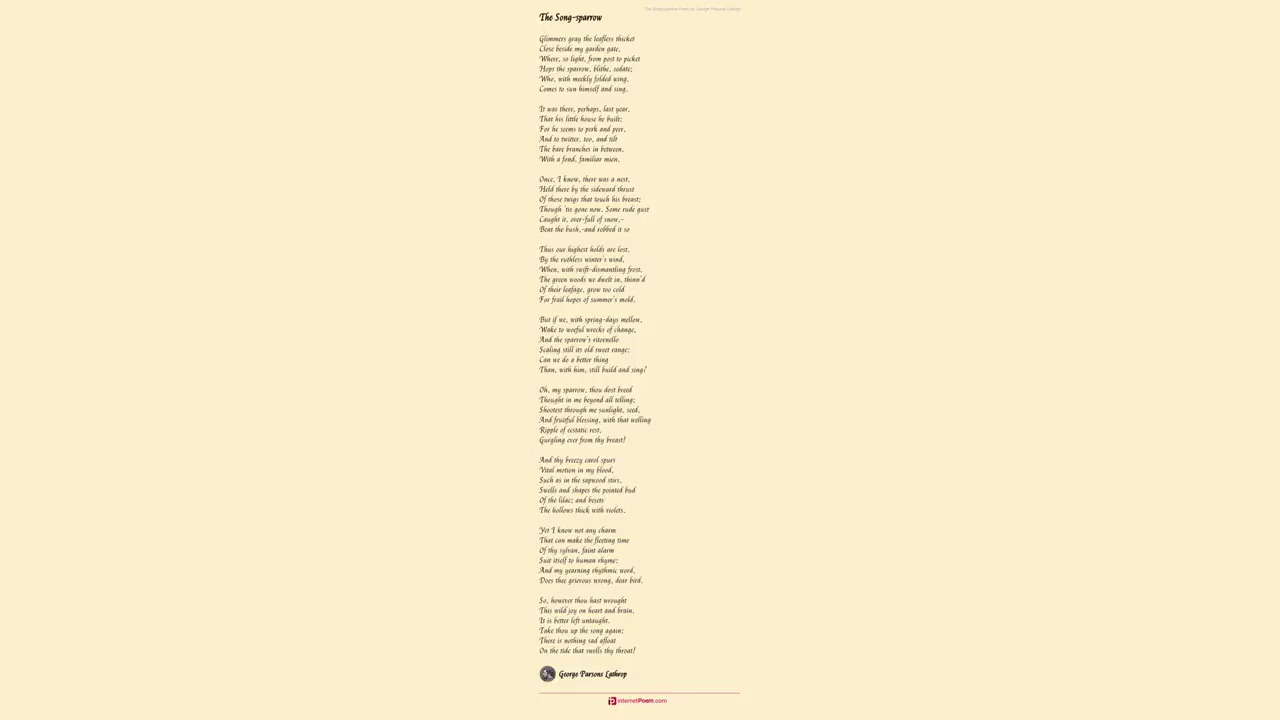 The Song-sparrow Poem by George Parsons Lathrop
The Song-sparrow
Glimmers gray the leafless thicket
Close beside my garden gate,
Where, so light, from post to picket
Hops the sparrow, blithe, sedate;
Who, with meekly folded wing,
Comes to sun himself and sing.
It was there, perhaps, last year,
That his little house he built;
For he seems to perk and peer,
And to twitter, too, and tilt
The bare branches in between,
With a fond, familiar mien.
Once, I know, there was a nest,
Held there by the sideward thrust
Of those twigs that touch his breast;
Though 'tis gone now. Some rude gust
Caught it, over-full of snow,-
Bent the bush,-and robbed it so
Thus our highest holds are lost,
By the ruthless winter's wind,
When, with swift-dismantling frost,
The green woods we dwelt in, thinn'd
Of their leafage, grow too cold
For frail hopes of summer's mold.
But if we, with spring-days mellow,
Wake to woeful wrecks of change,
And the sparrow's ritornello
Scaling still its old sweet range;
Can we do a better thing
Than, with him, still build and sing?
Oh, my sparrow, thou dost breed
Thought in me beyond all telling;
Shootest through me sunlight, seed,
And fruitful blessing, with that welling
Ripple of ecstatic rest,
Gurgling ever from thy breast!
And thy breezy carol spurs
Vital motion in my blood,
Such as in the sapwood stirs,
Swells and shapes the pointed bud
Of the lilac; and besets
The hollows thick with violets.
Yet I know not any charm
That can make the fleeting time
Of thy sylvan, faint alarm
Suit itself to human rhyme:
And my yearning rhythmic word,
Does thee grievous wrong, dear bird.
So, however thou hast wrought
This wild joy on heart and brain,
It is better left untaught.
Take thou up the song again:
There is nothing sad afloat
On the tide that swells thy throat!
George Parsons Lathrop
InternetPoem.com